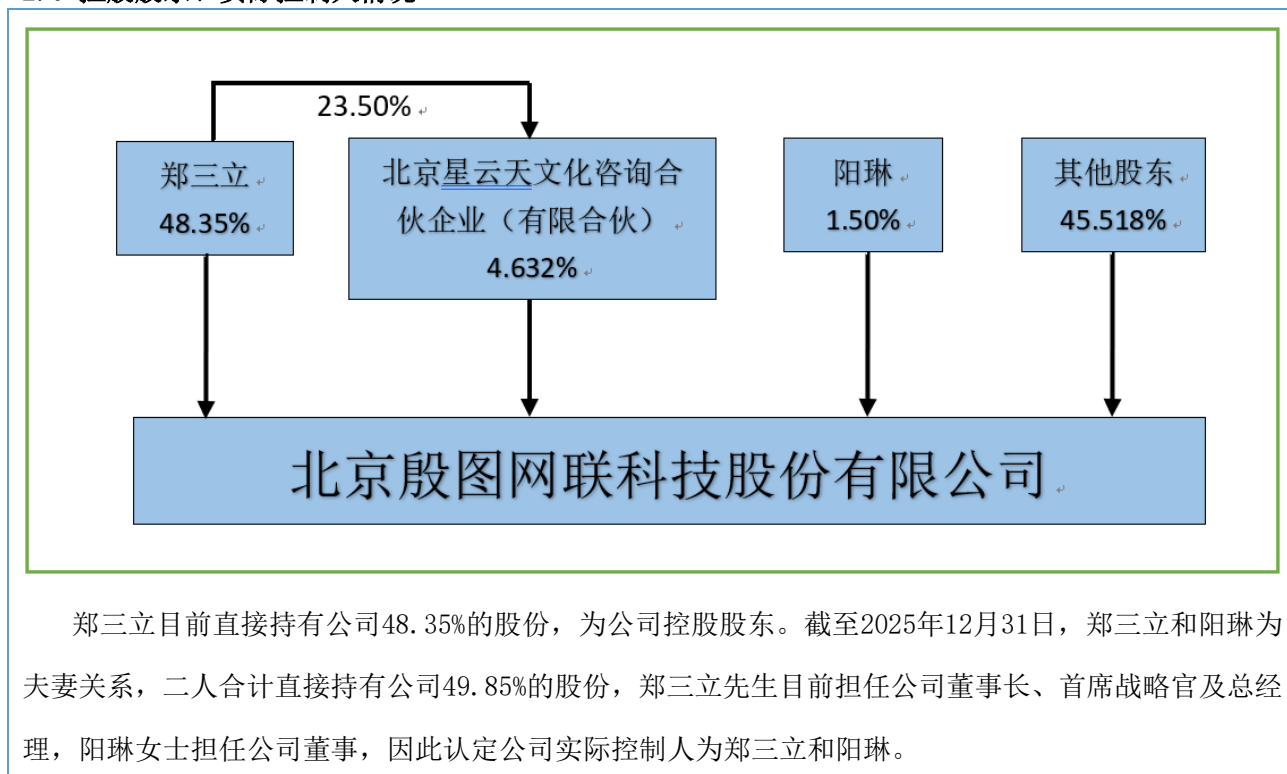 23.50%
郑三立
48.35%
北京星云天文化咨询合
伙企业（有限合伙）
4.632%
阳琳
1.50%
其他股东
45.518%
北京殷图网联科技股份有限公司
郑三立目前直接持有公司48.35%的股份，为公司控股股东。截至2025年12月31日，郑三立和阳琳为
夫妻关系，二人合计直接持有公司49.85%的股份，郑三立先生目前担任公司董事长、首席战略官及总经
理，阳琳女士担任公司董事，因此认定公司实际控制人为郑三立和阳琳。